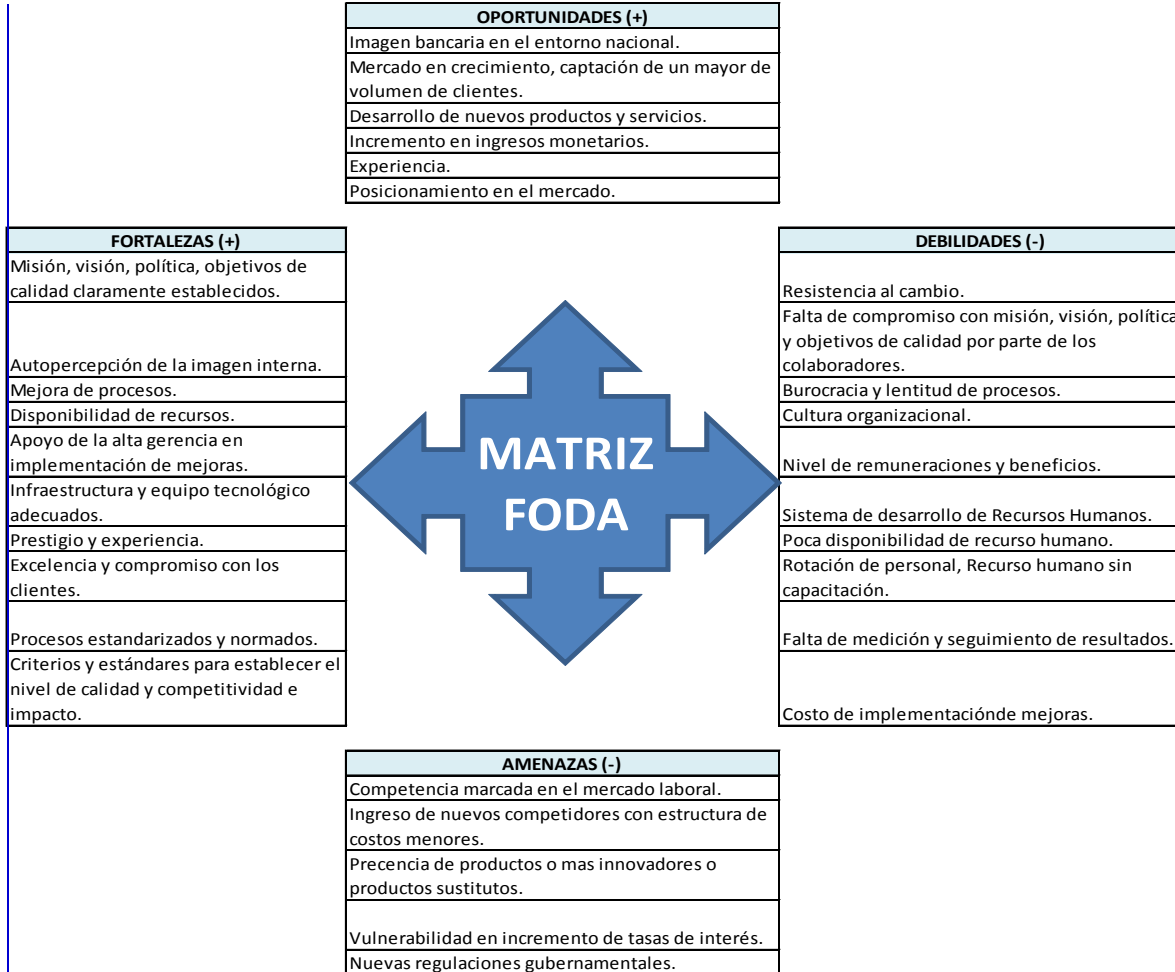 OPORTUNIDADES (+)
Imagen bancaria en el entorno nacional.
Mercado en crecimiento, captación de un mayor de
volumen de clientes.
Desarrollo de nuevos productos y servicios.
Incremento en ingresos monetarios.
Experiencia.
Posicionamiento en el mercado.
FORTALEZAS (+)
Misión, visión, política, objetivos de
calidad claramente establecidos.
Autopercepción de la imagen interna.
Mejora de procesos.
Disponibilidad de recursos.
Apoyo de la alta gerencia en
implementación de mejoras.
Infraestructura y equipo tecnológico
adecuados.
Prestigio y experiencia.
Excelencia y compromiso con los
clientes.
Procesos estandarizados y normados.
Criterios y estándares para establecer el
nivel de calidad y competitividad e
impacto.
MATRIZ
FODA
DEBILIDADES (-)
Resistencia al cambio.
Falta de compromiso con misión, visión, política
y objetivos de calidad por parte de los
colaboradores.
Burocracia y lentitud de procesos.
Cultura organizacional.
Nivel de remuneraciones y beneficios.
Sistema de desarrollo de Recursos Humanos.
Poca disponibilidad de recurso humano.
Rotación de personal, Recurso humano sin
capacitación.
Falta de medición y seguimiento de resultados.
Costo de implementaciónde mejoras.
AMENAZAS (-)
Competencia marcada en el mercado laboral.
Ingreso de nuevos competidores con estructura de
costos menores.
Precencia de productos o mas innovadores o
productos sustitutos.
Vulnerabilidad en incremento de tasas de interés.
Nuevas regulaciones gubernamentales.